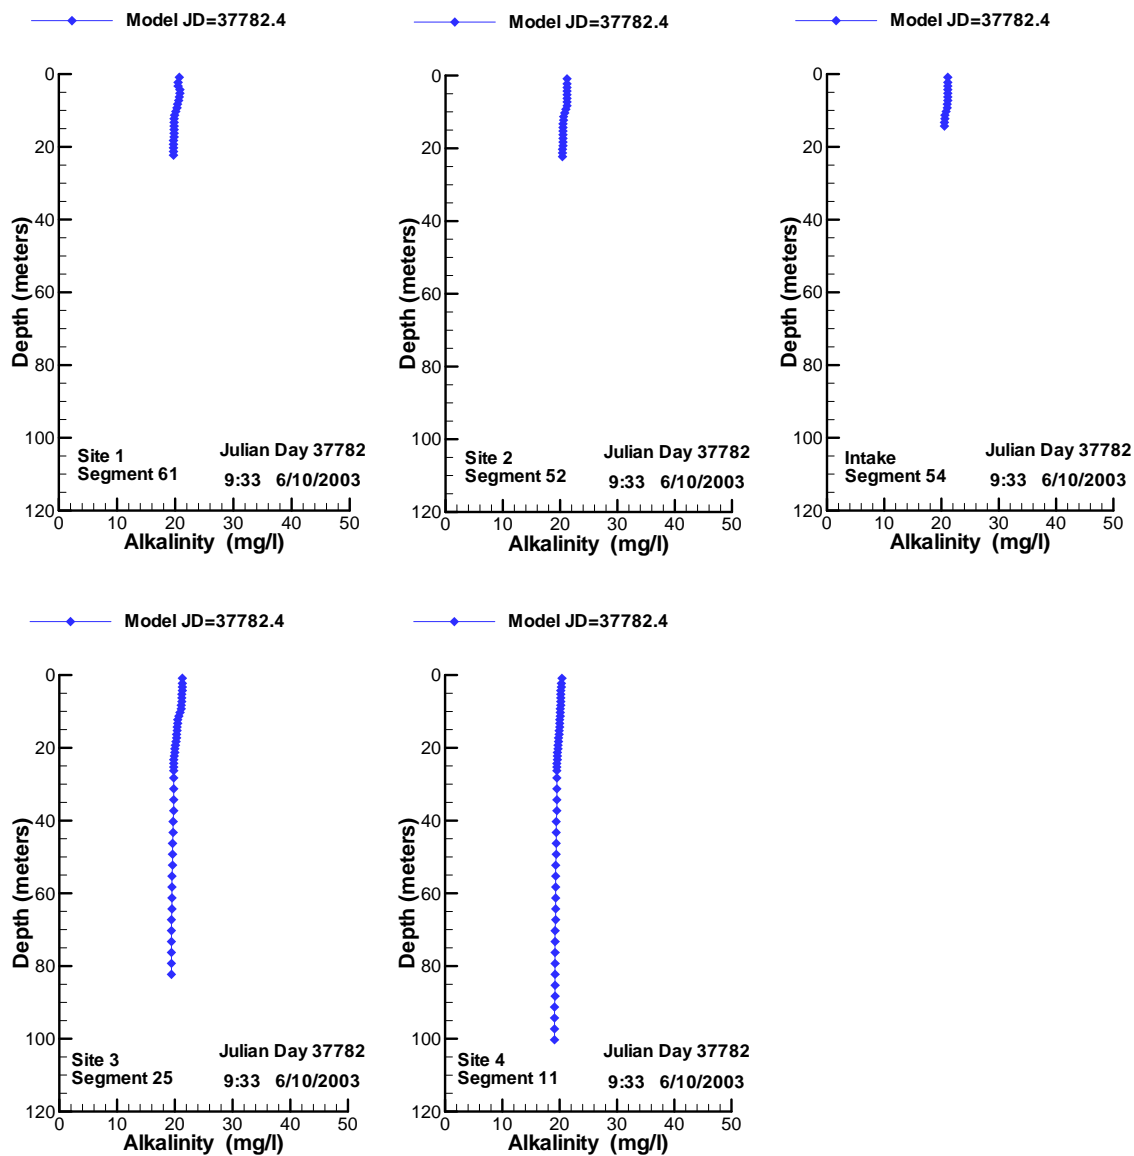 Model JD=37782.4
0
20
40
60
80
100
120
Depth (meters)
Site 1
Segment 61
Julian Day 37782
9:33 6/10/2003
0 10 20 30 40 50
Alkalinity (mg/l)
Model JD=37782.4
0
20
40
60
80
100
120
Depth (meters)
Site 2
Segment 52
Julian Day 37782
9:33 6/10/2003
0 10 20 30 40 50
Alkalinity (mg/l)
Model JD=37782.4
0
20
40
60
80
100
120
Depth (meters)
Intake
Segment 54
Julian Day 37782
9:33 6/10/2003
0 10 20 30 40 50
Alkalinity (mg/l)
Model JD=37782.4
0
20
40
60
80
100
120
Depth (meters)
Site 3
Segment 25
Julian Day 37782
9:33 6/10/2003
0 10 20 30 40 50
Alkalinity (mg/l)
Model JD=37782.4
0
20
40
60
80
100
120
Depth (meters)
Site 4
Segment 11
Julian Day 37782
9:33 6/10/2003
0 10 20 30 40 50
Alkalinity (mg/l)